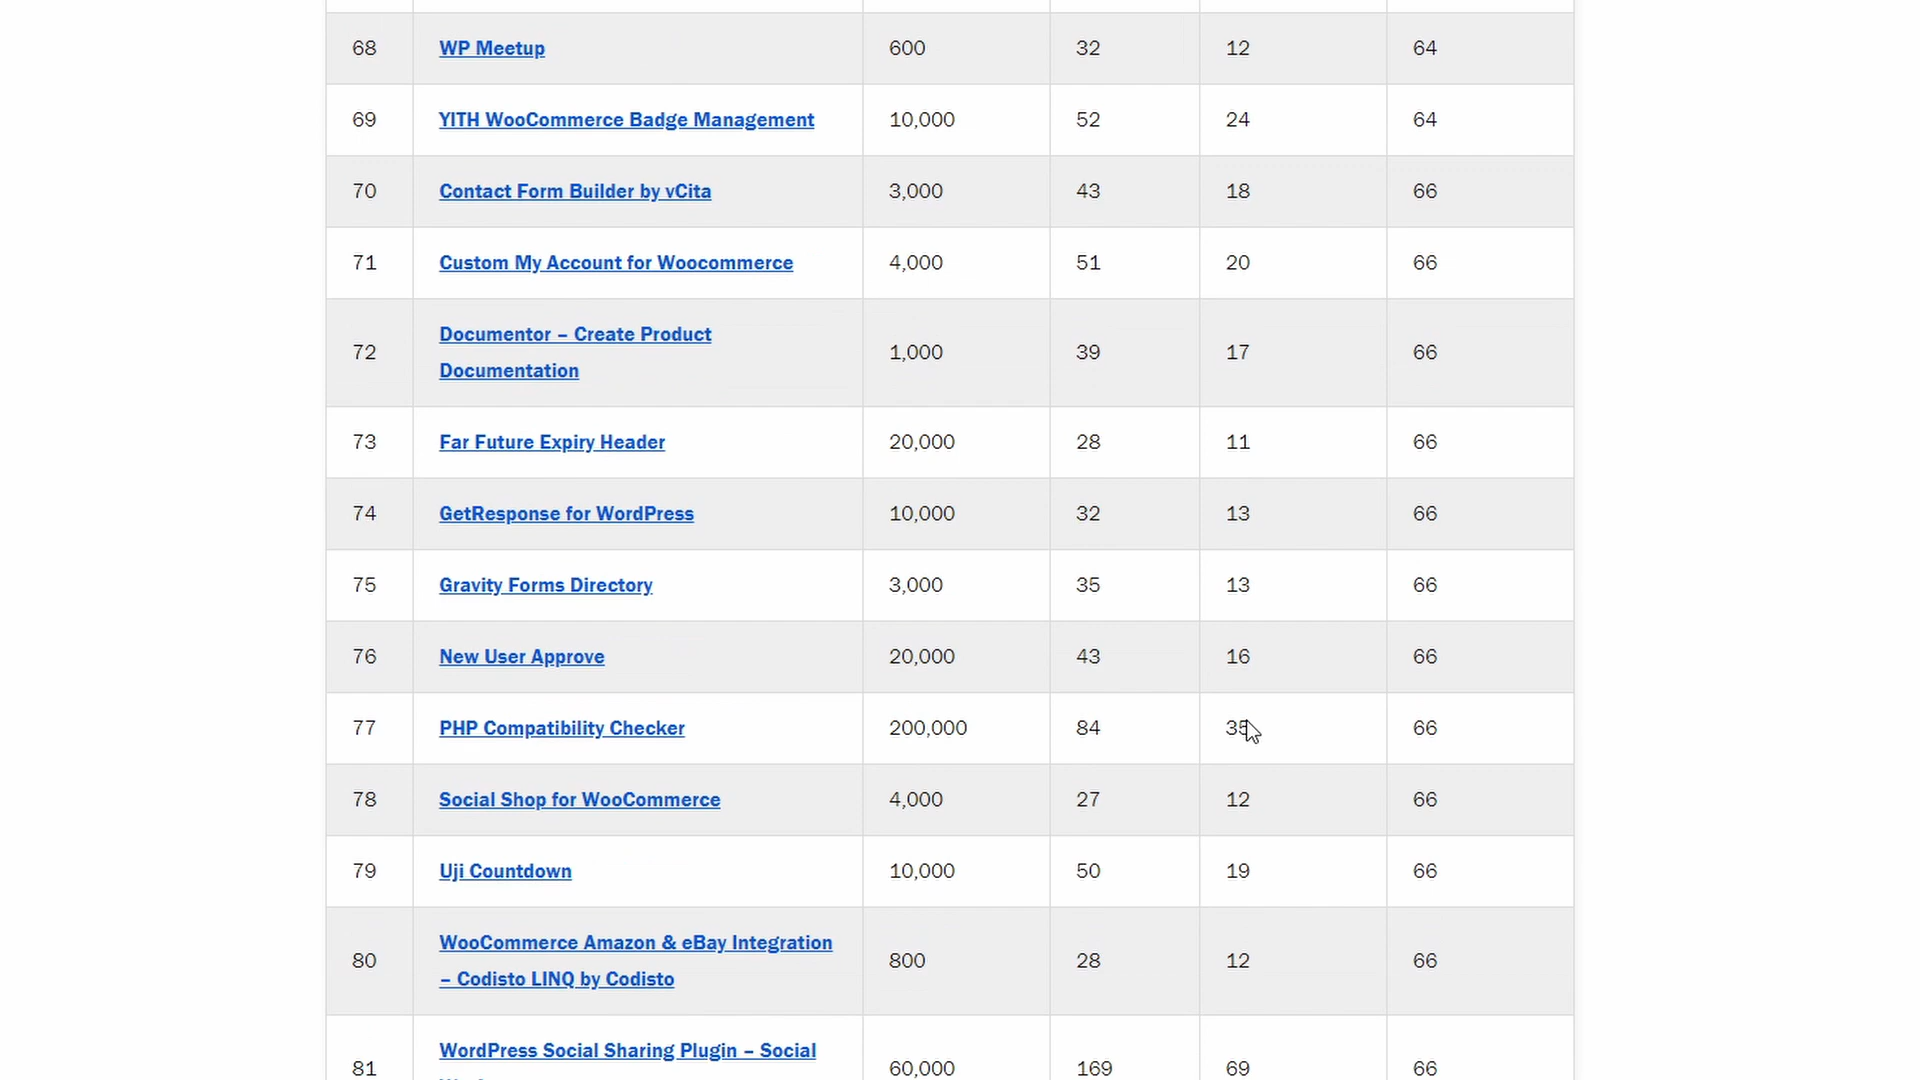 68 WP Meetup 600 32 12 64
69 YITH WooCommerce Badge Management 10,000 52 24 64
70 Contact Form Builder by vCita 3,000 43 18 66
71 Custom My Account for Woocommerce 4,000 51 20 66
72 Documentor – Create Product
Documentation 1,000 39 17 66
73 Far Future Expiry Header 20,000 28 11 66
74 GetResponse for WordPress 10,000 32 13 66
75 Gravity Forms Directory 3,000 35 13 66
76 New User Approve 20,000 43 16 66
77 PHP Compatibility Checker 200,000 84 35 66
78 Social Shop for WooCommerce 4,000 27 12 66
79 Uji Countdown 10,000 50 19 66
80 WooCommerce Amazon & eBay Integration
– Codisto LINQ by Codisto 800 28 12 66
81 WordPress Social Sharing Plugin – Social
60,000 169 69 66